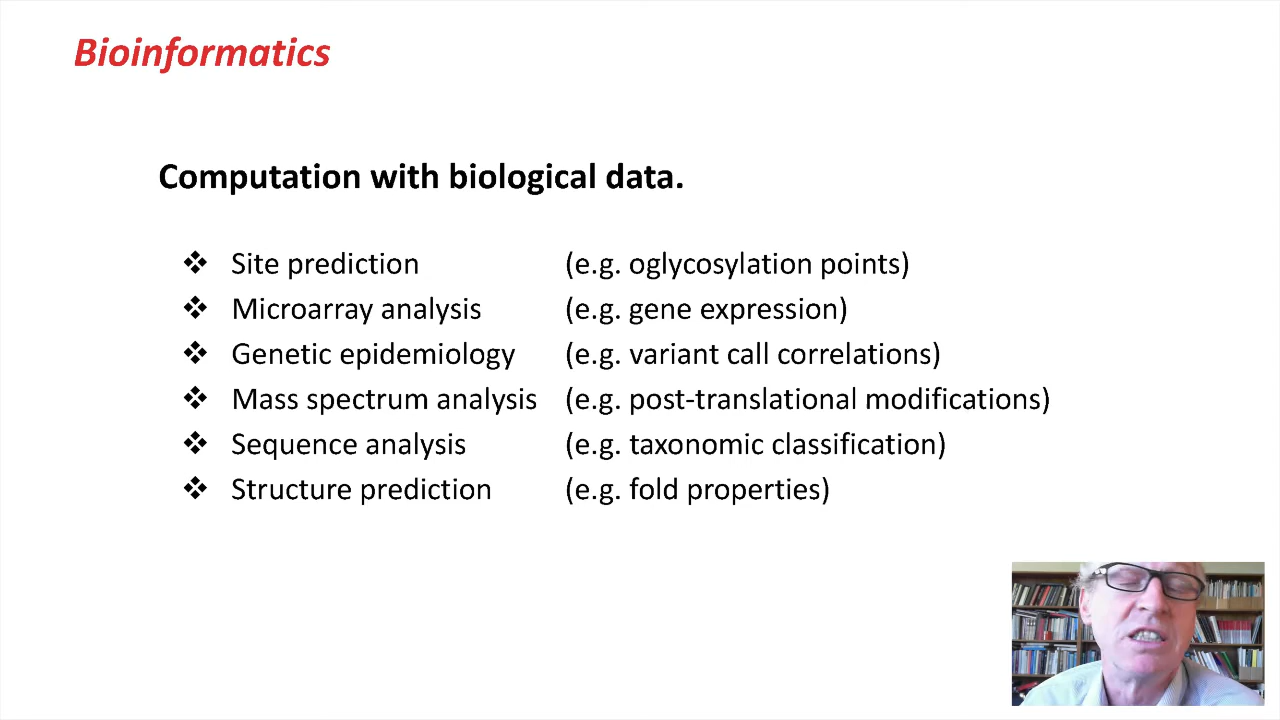 Bioinformatics
Computation with biological data.
❖ Site prediction (e.g. oglycosylation points)
❖ Microarray analysis (e.g. gene expression)
❖ Genetic epidemiology (e.g. variant call correlations)
❖ Mass spectrum analysis (e.g. post-translational modifications)
❖ Sequence analysis (e.g. taxonomic classification)
❖ Structure prediction (e.g. fold properties)